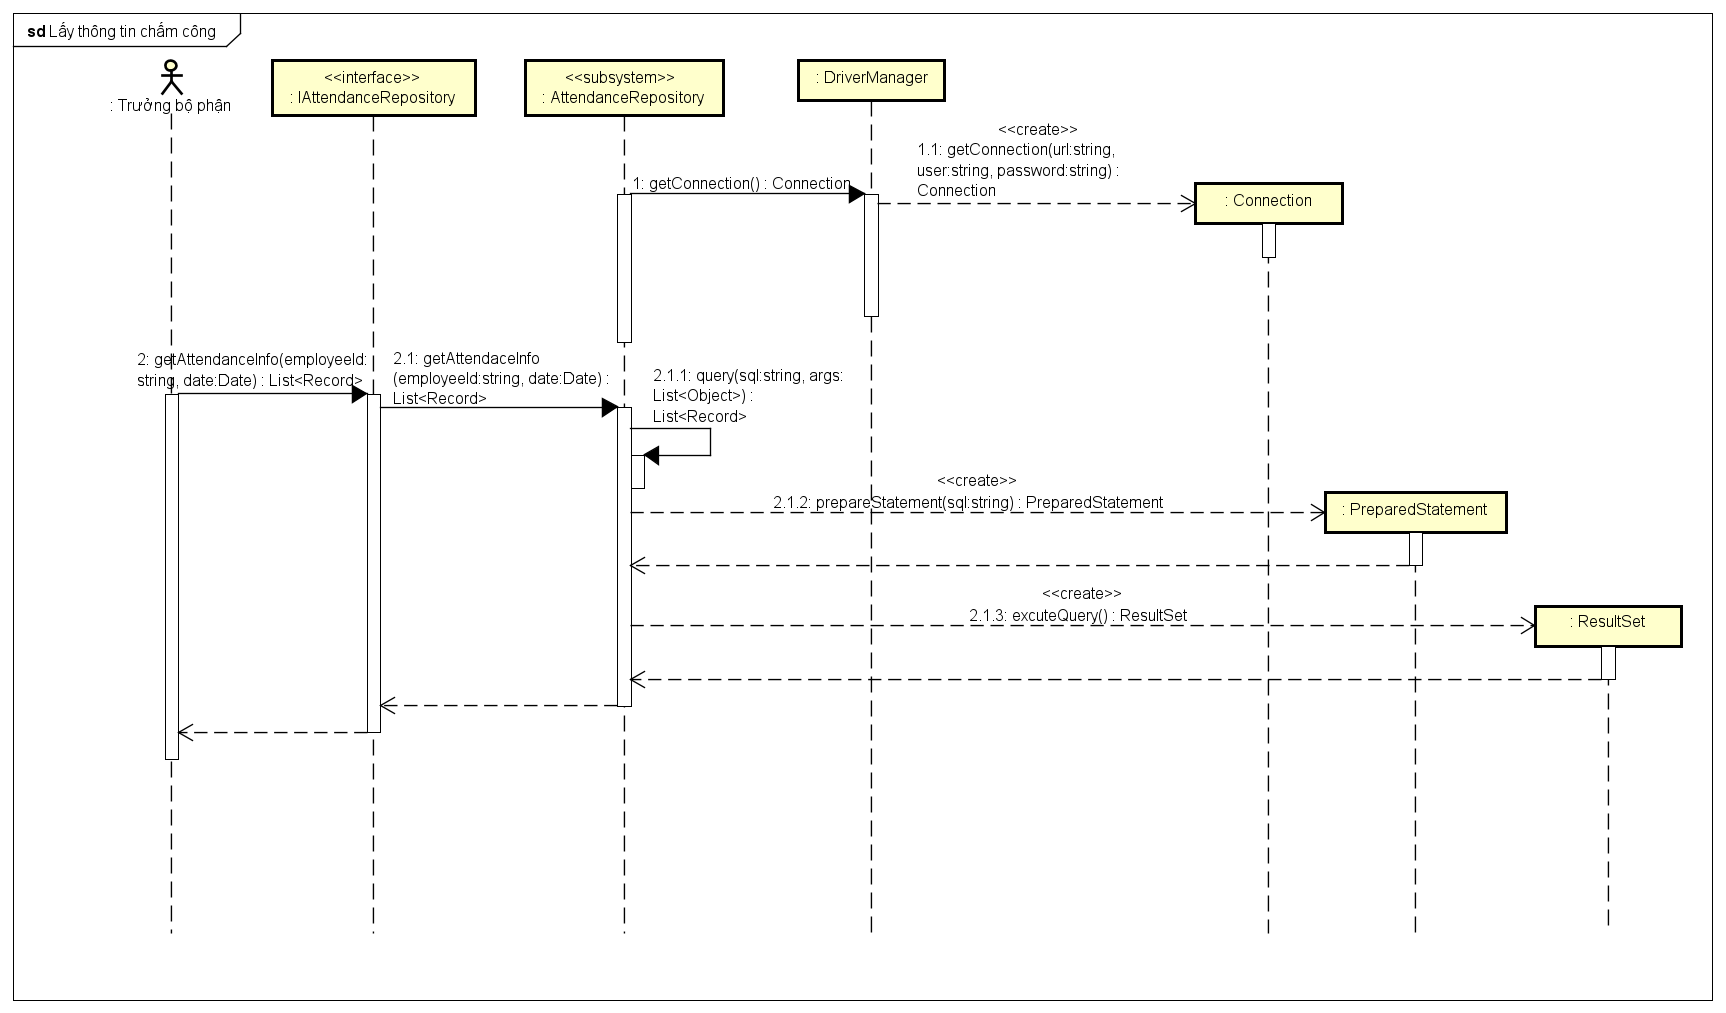 sd Lấy thông tin chấm công
: Trưởng bộ phận
<<interface>>
: IAttendanceRepository
<<subsystem>>
: AttendanceRepository
: DriverManager
<<create>>
1.1: getConnection(url:string,
user:string, password:string) :
Connection
1: getConnection() : Connection
: Connection
2: getAttendanceInfo(employeeId:
string, date:Date) : List<Record>
2.1: getAttendaceInfo
(employeeId:string, date:Date) :
List<Record>
2.1.1: query(sql:string, args:
List<Object>) :
List<Record>
<<create>>
2.1.2: prepareStatement(sql:string) : PreparedStatement
: PreparedStatement
<<create>>
2.1.3: excuteQuery() : ResultSet
: ResultSet